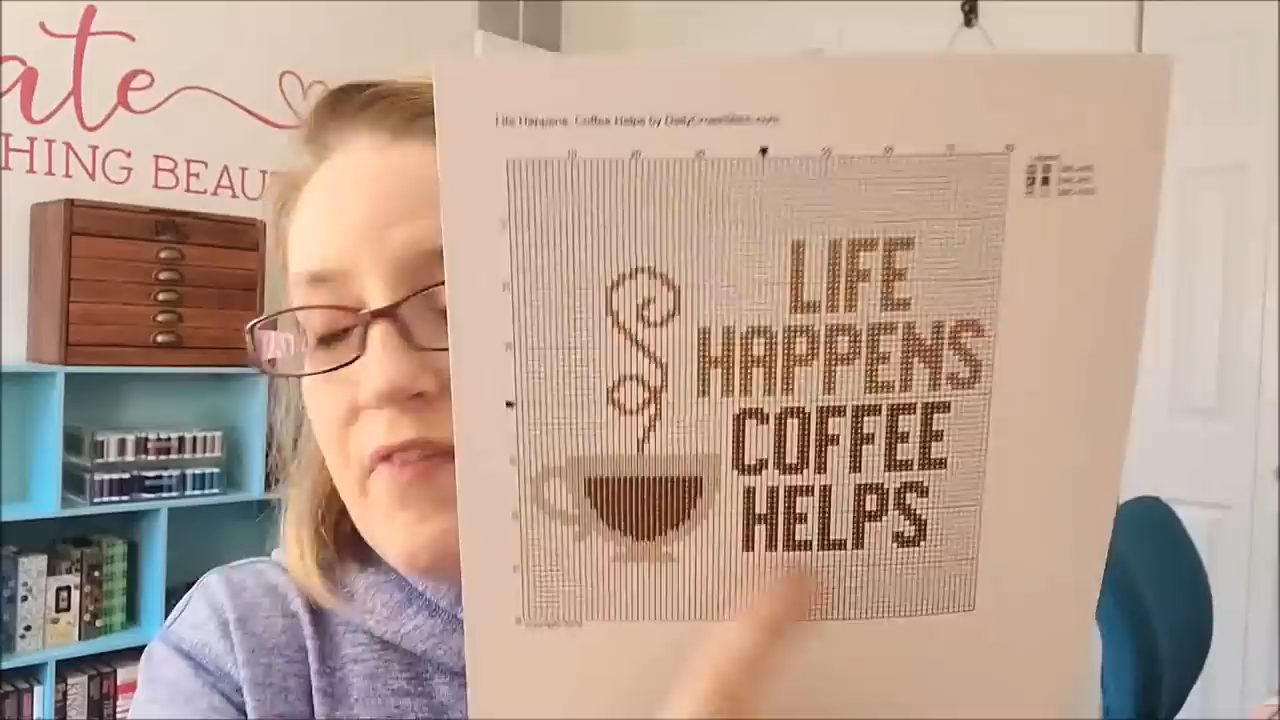 ate
HING BEAU
Life Happens, Coffee Helps by DailyCrossStitch.com
LIFE
HAPPENS
COFFEE
HELPS